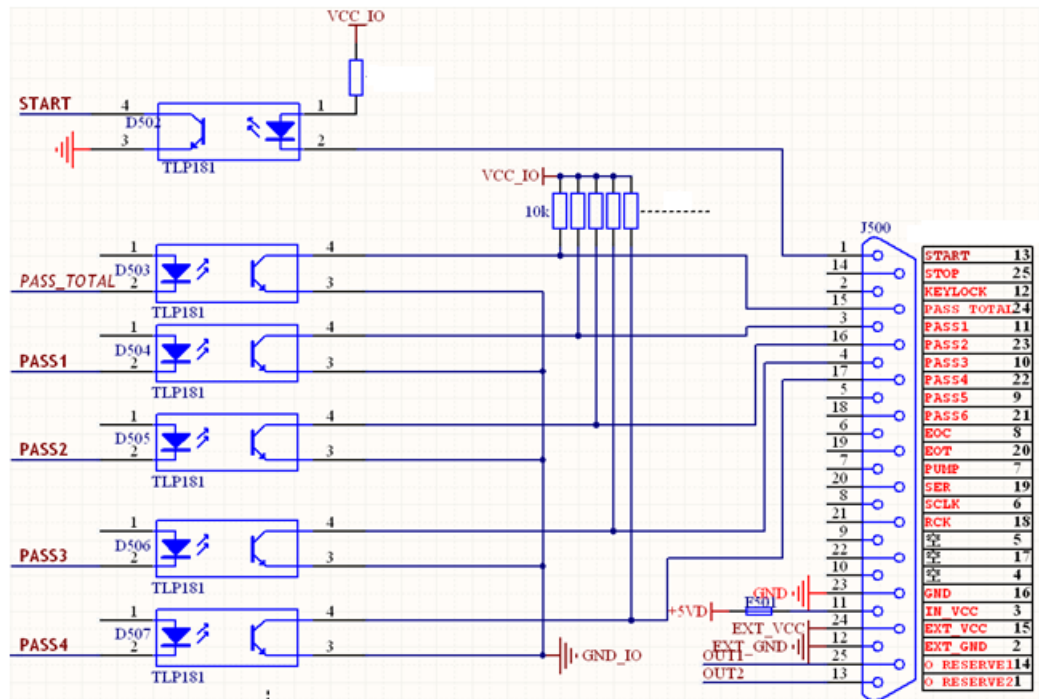 VCC_IO
START 4 1
D502
3 2
TLP181
VCC_IO
10k
J500
1 4
D503
PASS_TOTAL 2 3
TLP181
1 4
D504
PASS1 2 3
TLP181
1 4
D505
PASS2 2 3
TLP181
1 4
D506
PASS3 2 3
TLP181
1 4
D507
PASS4 2 3
TLP181
GND_IO
1 START 13
14 STOP 25
2 KEYLOCK 12
15 PASS TOTAL 24
3 PASS1 11
16 PASS2 23
4 PASS3 10
17 PASS4 22
5 PASS5 9
18 PASS6 21
6 EOC 8
19 EOT 20
7 PUMP 7
20 SER 19
8 SCLK 6
21 RCK 18
9 空 5
22 空 17
10 空 4
GND 23 GND 16
+5VD F501 11 IN_VCC 3
EXT_VCC 24 EXT_VCC 15
EXT_GND 12 EXT_GND 2
OUT1 25 O RESERVE1 14
OUT2 13 O RESERVE2 1